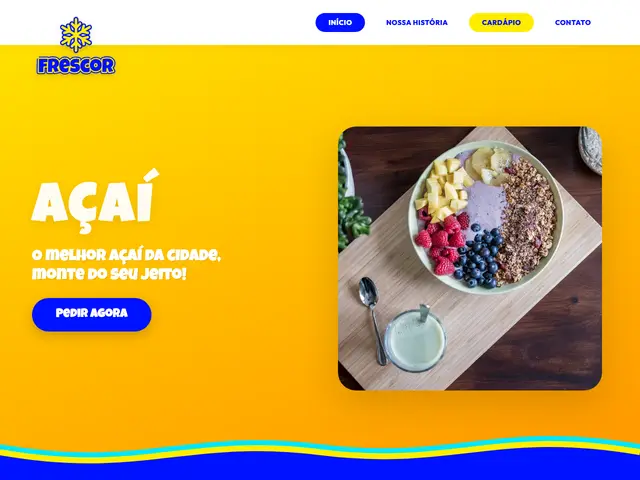 INÍCIO
NOSSA HISTÓRIA
CARDÁPIO
CONTATO
FRESCOR
AÇAÍ
O melhor açaí da cidade,
monte do seu jeito!
Pedir agora